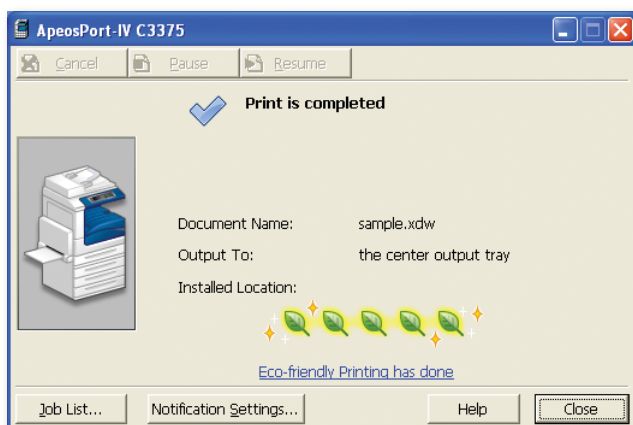 ApeosPort-IV C3375
Cancel Pause Resume
Print is completed
Document Name: sample.xdw
Output To: the center output tray
Installed Location:
Eco-friendly Printing has done
Job List... Notification Settings... Help Close